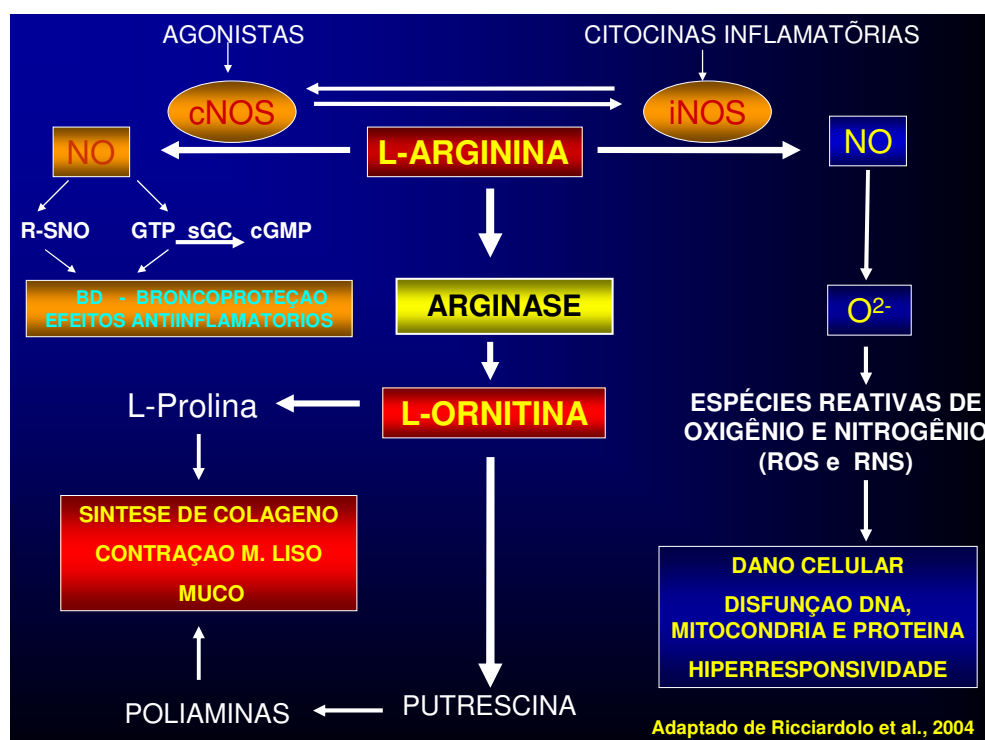 AGONISTAS
CITOCINAS INFLAMATÕRIAS
cNOS
iNOS
NO
L-ARGININA
NO
R-SNO
GTP sGC cGMP
BD - BRONCOPROTEÇAO
EFEITOS ANTIINFLAMATORIOS
ARGINASE
O2-
L-Prolina
L-ORNITINA
ESPÉCIES REATIVAS DE
OXIGÊNIO E NITROGÊNIO
(ROS e RNS)
SINTESE DE COLAGENO
CONTRAÇAO M. LISO
MUCO
DANO CELULAR
DISFUNÇAO DNA,
MITOCONDRIA E PROTEINA
HIPERRESPONSIVIDADE
POLIAMINAS
PUTRESCINA
Adaptado de Ricciardolo et al., 2004